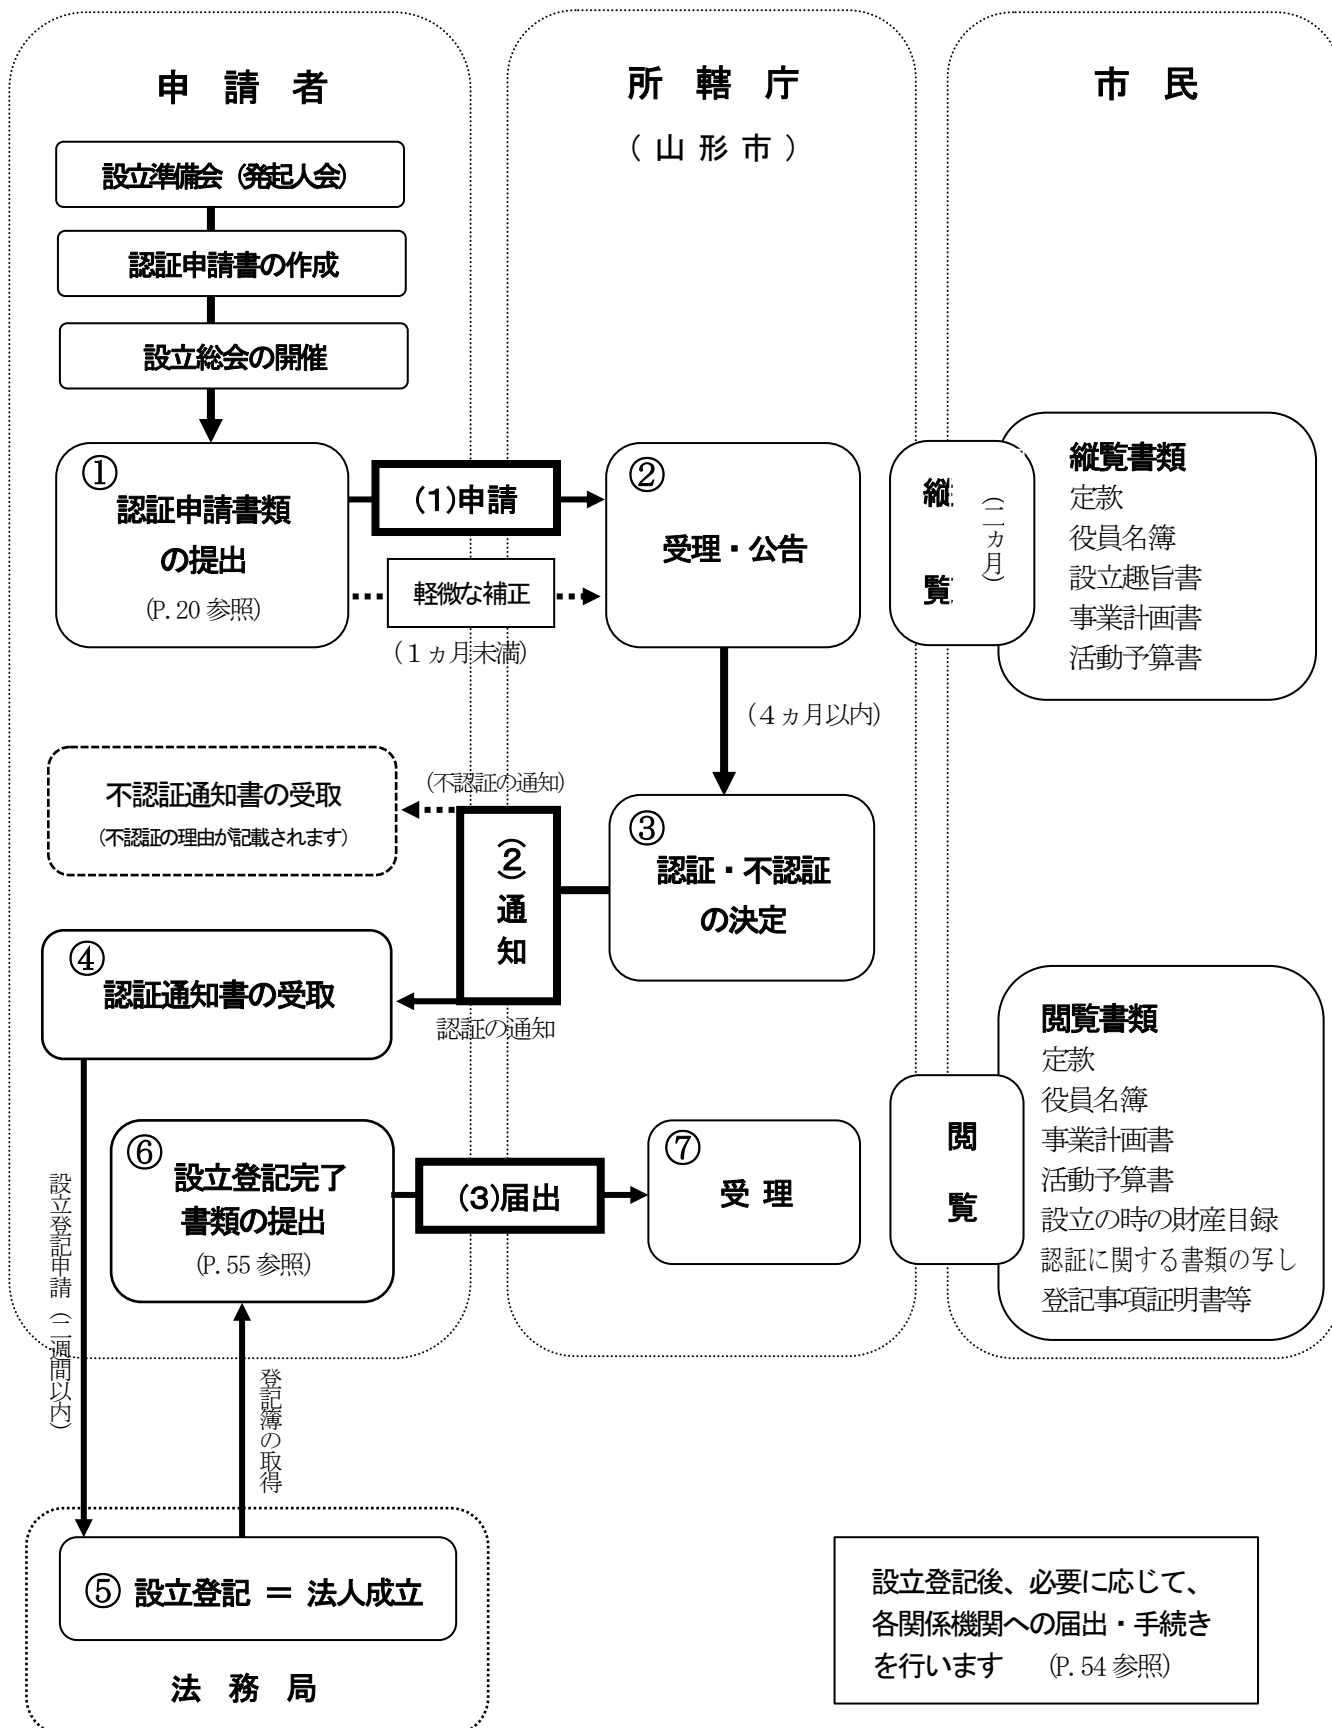 申 請 者
設立準備会（発起人会）
認証申請書の作成
設立総会の開催
①
認証申請書類
の提出
(P. 20 参照)
(1)申請
軽微な補正
（１ヵ月未満）
所 轄 庁
（ 山 形 市 ）
②
受理・公告
（４ヵ月以内）
③
認証・不認証
の決定
(2)通知
(不認証の通知)
不認証通知書の受取
（不認証の理由が記載されます）
認証の通知
④
認証通知書の受取
設立登記申請（二週間以内）
⑤ 設立登記 ＝ 法人成立
法 務 局
登記簿の取得
⑥
設立登記完了
書類の提出
(P. 55 参照)
(3)届出
⑦
受 理
市 民
縦 覧
（二ヵ月）
縦覧書類
定款
役員名簿
設立趣旨書
事業計画書
活動予算書
閲 覧
閲覧書類
定款
役員名簿
事業計画書
活動予算書
設立の時の財産目録
認証に関する書類の写し
登記事項証明書等
設立登記後、必要に応じて、
各関係機関への届出・手続き
を行います (P. 54 参照)